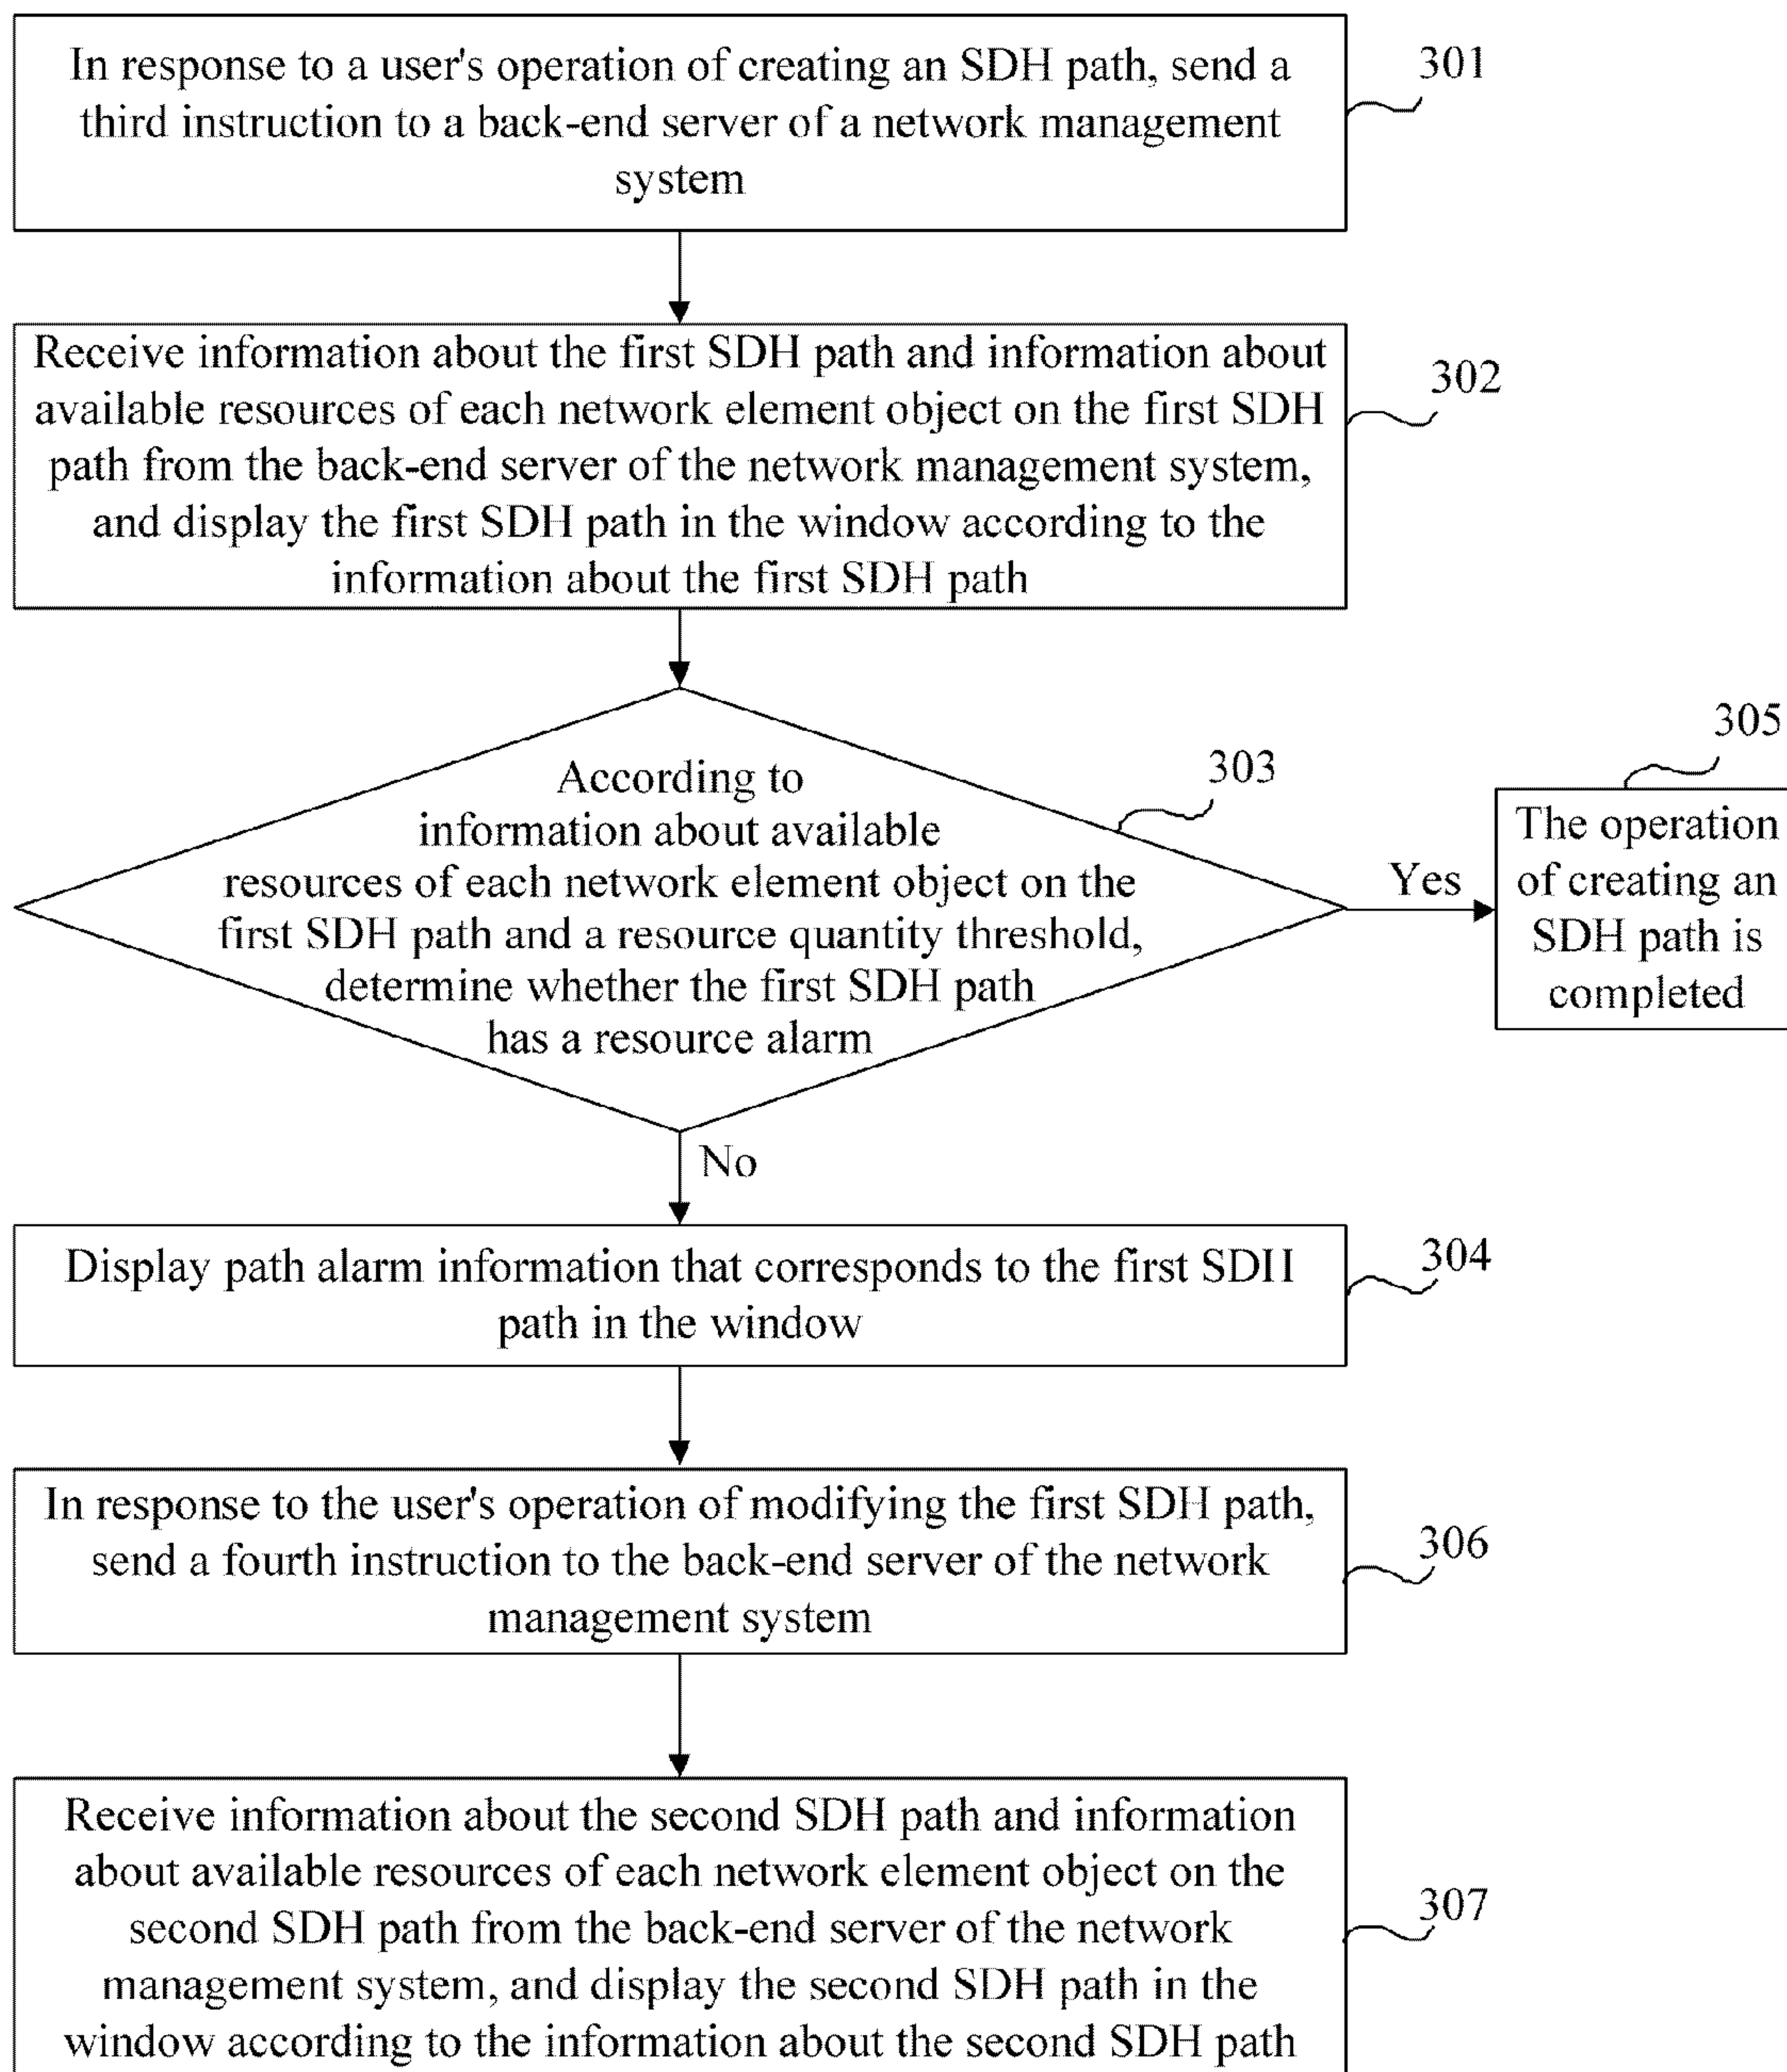 In response to a user's operation of creating an SDH path, send a
third instruction to a back-end server of a network management
system
301
Receive information about the first SDH path and information about
available resources of each network element object on the first SDH
path from the back-end server of the network management system,
and display the first SDH path in the window according to the
information about the first SDH path
302
According to
information about available
resources of each network element object on the
first SDH path and a resource quantity threshold,
determine whether the first SDH path
has a resource alarm
303
Yes
305
The operation
of creating an
SDH path is
completed
No
Display path alarm information that corresponds to the first SDH
path in the window
304
In response to the user's operation of modifying the first SDH path,
send a fourth instruction to the back-end server of the network
management system
306
Receive information about the second SDH path and information
about available resources of each network element object on the
second SDH path from the back-end server of the network
management system, and display the second SDH path in the
window according to the information about the second SDH path
307